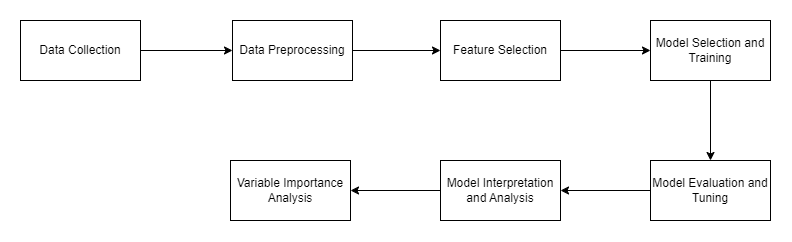 Data Collection
Data Preprocessing
Feature Selection
Model Selection and
Training
Model Evaluation and
Tuning
Model Interpretation
and Analysis
Variable Importance
Analysis